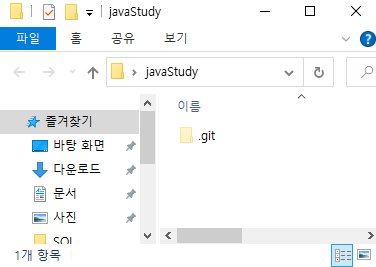 javaStudy
파일 홈 공유 보기
javaStudy
이름
즐겨찾기
.git
바탕 화면
다운로드
문서
사진
SQL
1개 항목